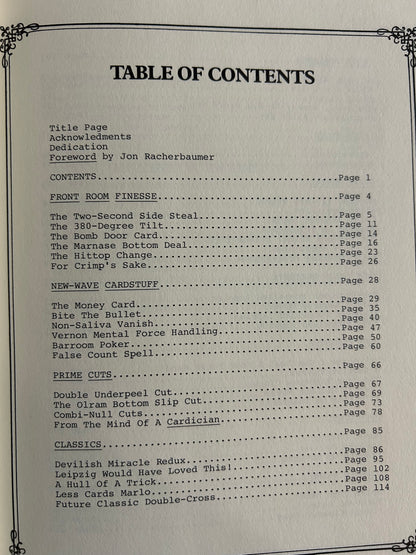 TABLE OF CONTENTS
Title Page
Acknowledments
Dedication
Foreword by Jon Racherbaumer
CONTENTS...................................Page 1
FRONT ROOM FINESSE.........................Page 4
The Two-Second Side Steal..................Page 5
The 380-Degree Tilt........................Page 11
The Bomb Door Card.........................Page 14
The Marnase Bottom Deal....................Page 16
The Hittop Change..........................Page 23
For Crimp's Sake...........................Page 26
NEW-WAVE CARDSTUFF.........................Page 28
The Money Card.............................Page 29
Bite The Bullet............................Page 35
Non-Saliva Vanish..........................Page 40
Vernon Mental Force Handling...............Page 47
Barroom Poker..............................Page 50
False Count Spell..........................Page 60
PRIME CUTS.................................Page 66
Double Underpeel Cut.......................Page 67
The Olram Bottom Slip Cut..................Page 69
Combi-Null Cuts............................Page 73
From The Mind Of A Cardician...............Page 78
CLASSICS...................................Page 85
Devilish Miracle Redux.....................Page 86
Leipzig Would Have Loved This!.............Page 95
A Hull Of A Trick..........................Page 102
Less Cards Marlo...........................Page 108
Future Classic Double-Cross................Page 114